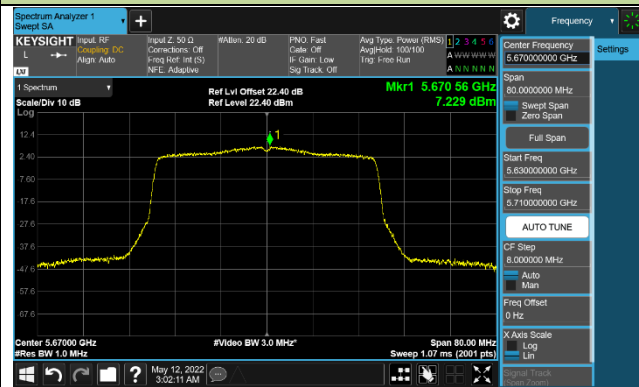 Spectrum Analyzer 1
Swept SA
Frequency
KEYSIGHT
Input: RF
Coupling: DC
Align: Auto
Input Z: 50 Ω
Corrections: Off
Freq Ref: Int (S)
NFE: Adaptive
#Atten: 20 dB
PNO: Fast
Gate: Off
IF Gain: Low
Sig Track: Off
Avg Type: Power (RMS)
Avg|Hold: 100/100
Trig: Free Run
1 2 3 4 5 6
A W W W W W
A N N N N N
L
LXI
1 Spectrum
Scale/Div 10 dB
Log
Ref Lvl Offset 22.40 dB
Ref Level 22.40 dBm
Mkr1 5.670 56 GHz
7.229 dBm
1
12.4
2.40
-7.60
-17.6
-27.6
-37.6
-47.6
-57.6
-67.6
Center 5.67000 GHz
#Res BW 1.0 MHz
#Video BW 3.0 MHz*
Span 80.00 MHz
Sweep 1.07 ms (2001 pts)
Center Frequency
5.670000000 GHz
Settings
Span
80.0000000 MHz
Swept Span
Zero Span
Full Span
Start Freq
5.630000000 GHz
Stop Freq
5.710000000 GHz
AUTO TUNE
CF Step
8.000000 MHz
Auto
Man
Freq Offset
0 Hz
X Axis Scale
Log
Lin
Signal Track
(Span Zoom)
?
May 12, 2022
3:02:11 AM